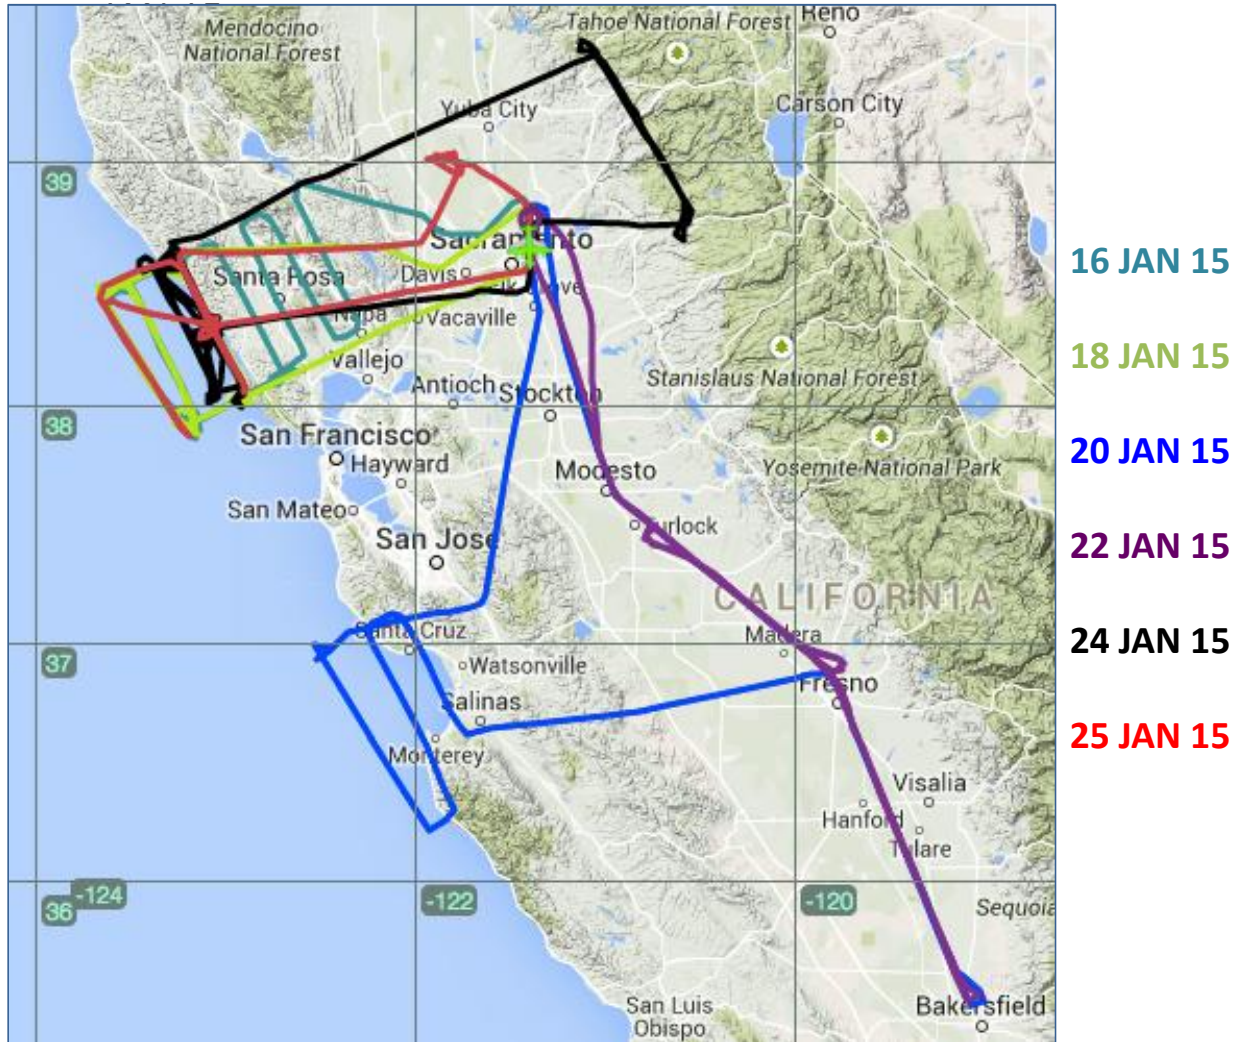 Mendocino
National Forest
Tahoe National Forest
Reno
Yuba City
Carson City
39
Sacramento
Santa Rosa
Davis
16 JAN 15
Napa
Vacaville
Vallejo
18 JAN 15
Antioch
Stockton
Stanislaus National Forest
38
San Francisco
Hayward
Modesto
Yosemite National Park
20 JAN 15
San Mateo
Turlock
San Jose
22 JAN 15
CALIFORNIA
Santa Cruz
Madera
24 JAN 15
37
Watsonville
Fresno
Salinas
25 JAN 15
Monterey
Visalia
Hanford
Tulare
36
-124
-122
-120
Sequoia
San Luis
Obispo
Bakersfield